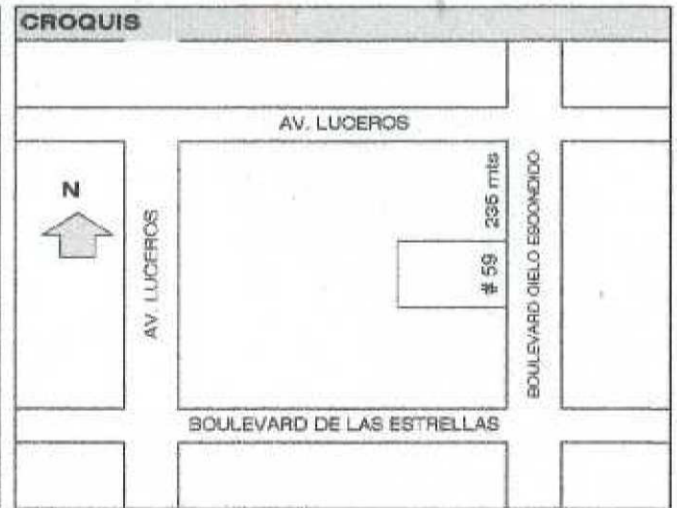 CROQUIS
AV. LUCEROS
N
AV. LUCEROS
235 mts
# 59
BOULEVARD CIELO ESCONDIDO
BOULEVARD DE LAS ESTRELLAS